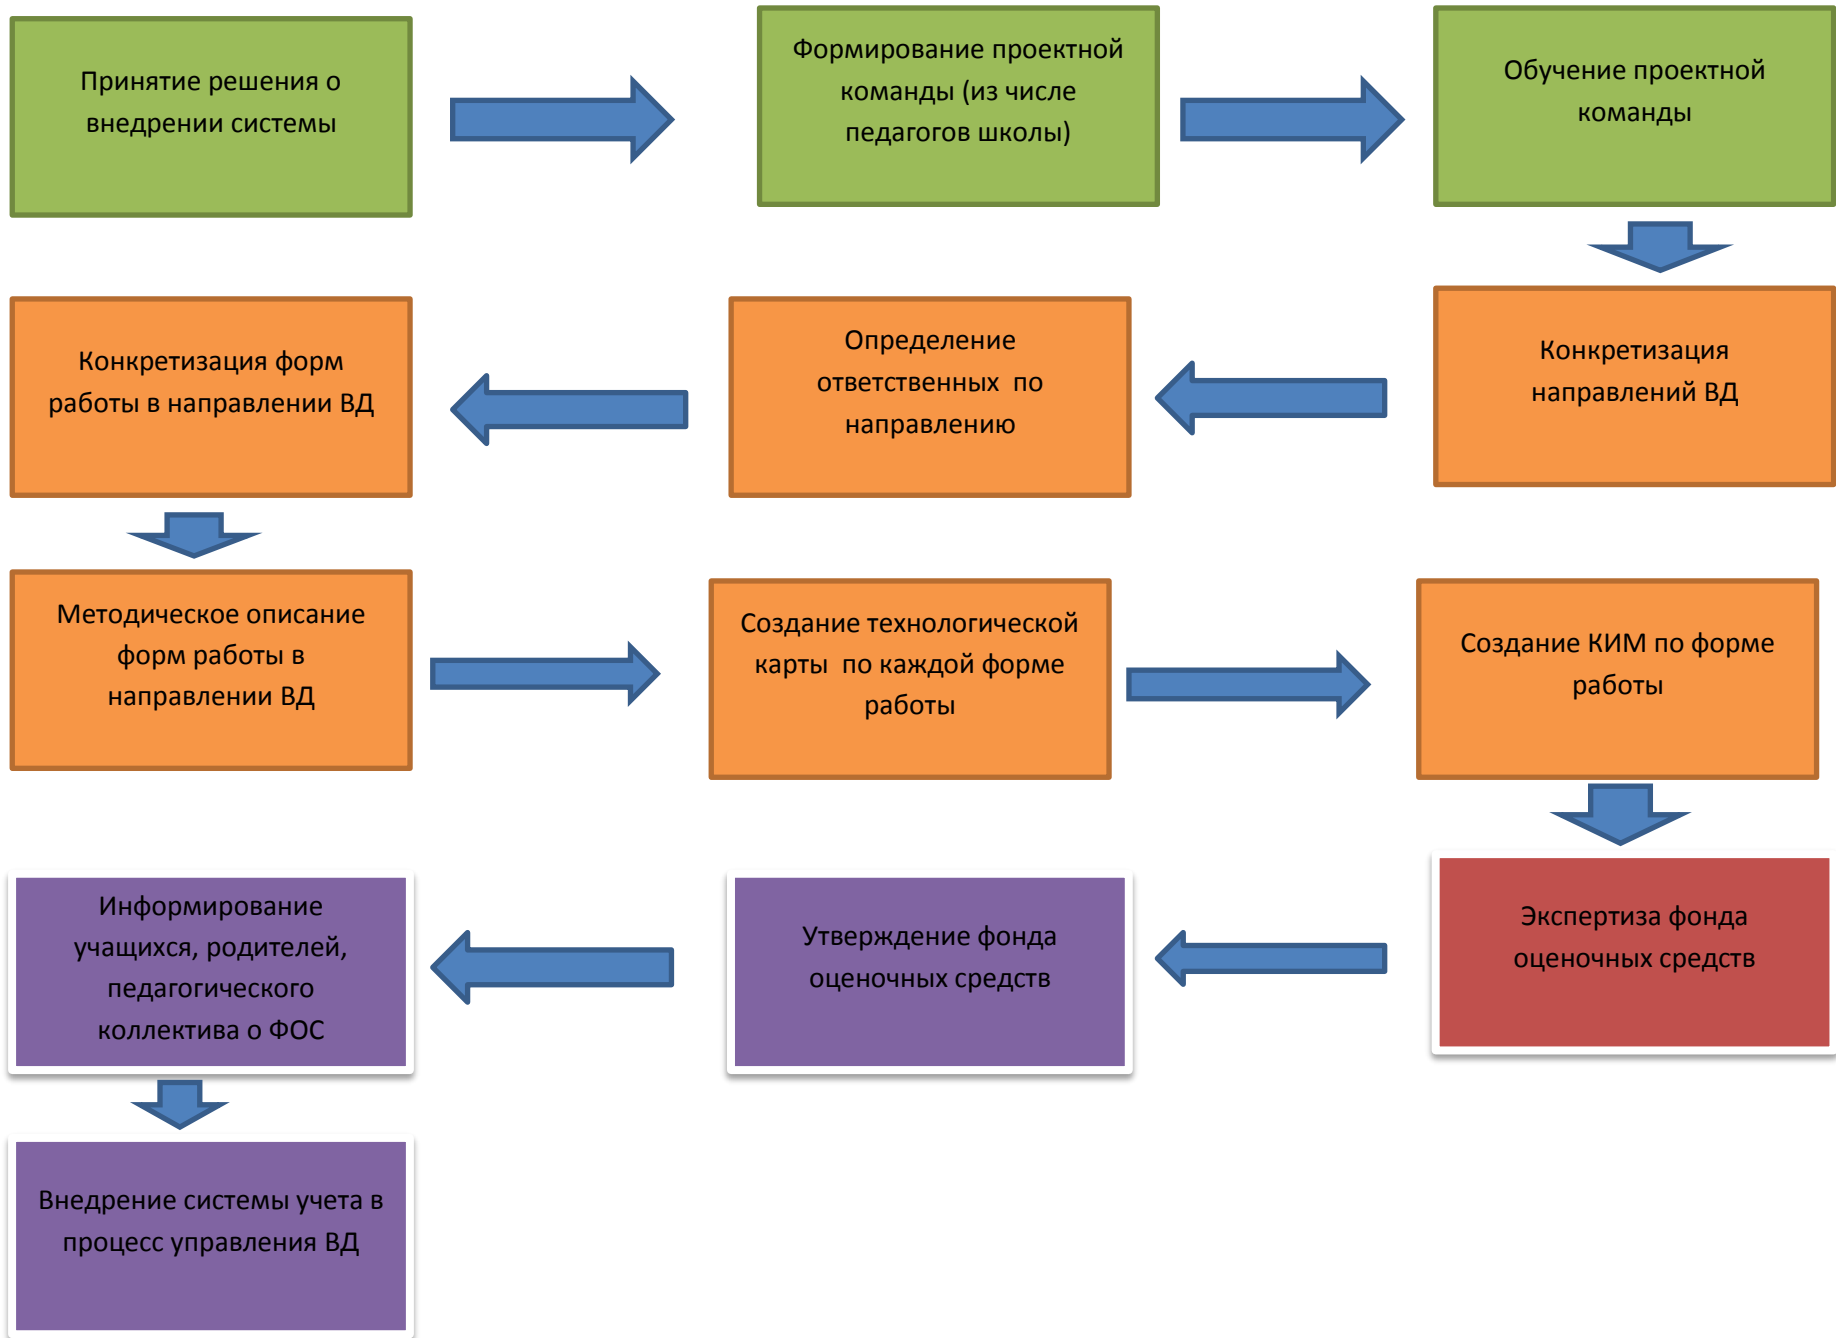 Принятие решения о
внедрении системы
Формирование проектной
команды (из числе
педагогов школы)
Обучение проектной
команды
Конкретизация
направлений ВД
Определение
ответственных по
направлению
Конкретизация форм
работы в направлении ВД
Методическое описание
форм работы в
направлении ВД
Создание технологической
карты по каждой форме
работы
Создание КИМ по форме
работы
Экспертиза фонда
оценочных средств
Утверждение фонда
оценочных средств
Информирование
учащихся, родителей,
педагогического
коллектива о ФОС
Внедрение системы учета в
процесс управления ВД